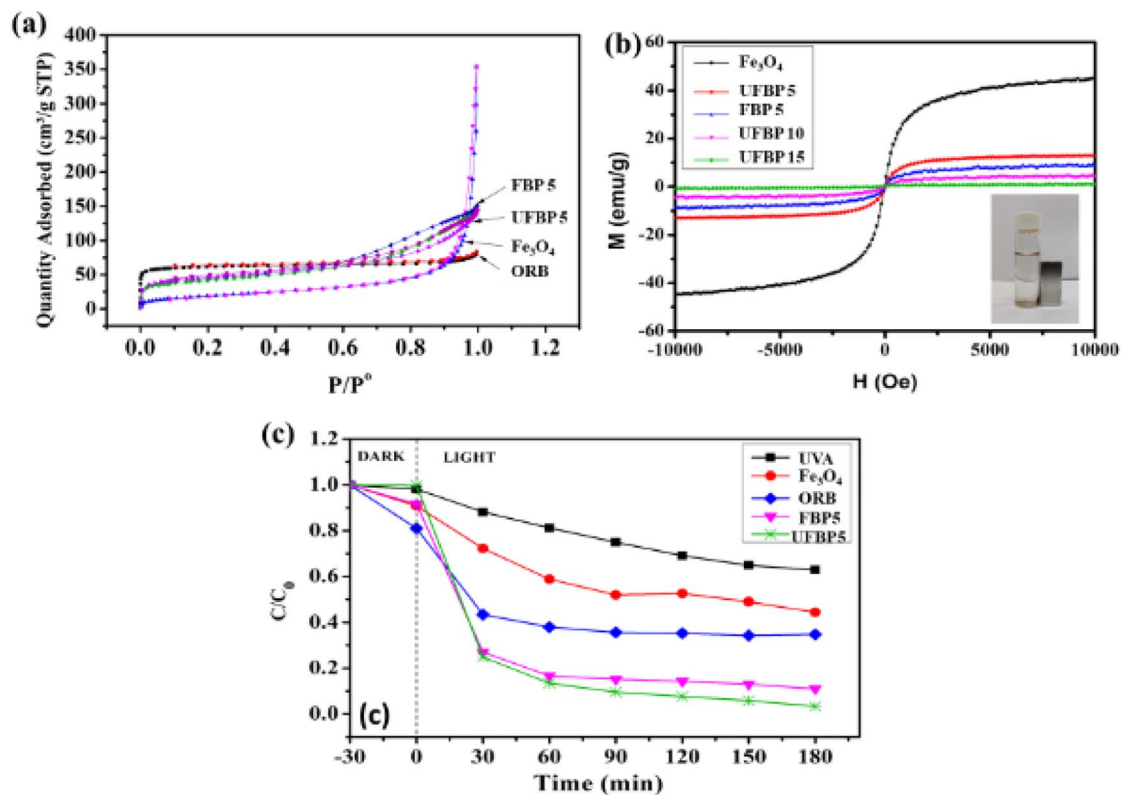 (a)
Quantity Adsorbed (cm³/g STP)
400
350
300
250
200
150
100
50
0
FBP 5
UFBP 5
Fe₃O₄
ORB
0.0 0.2 0.4 0.6 0.8 1.0 1.2
P/P⁰
(b)
M (emu/g)
60
40
20
0
-20
-40
-60
Fe₃O₄
UFBP 5
FBP 5
UFBP 10
UFBP 15
-10000 -5000 0 5000 10000
H (Oe)
(c)
C/C₀
1.2
1.0
0.8
0.6
0.4
0.2
0.0
DARK LIGHT
UVA
Fe₃O₄
ORB
FBP5
UFBP5
(c)
-30 0 30 60 90 120 150 180
Time (min)